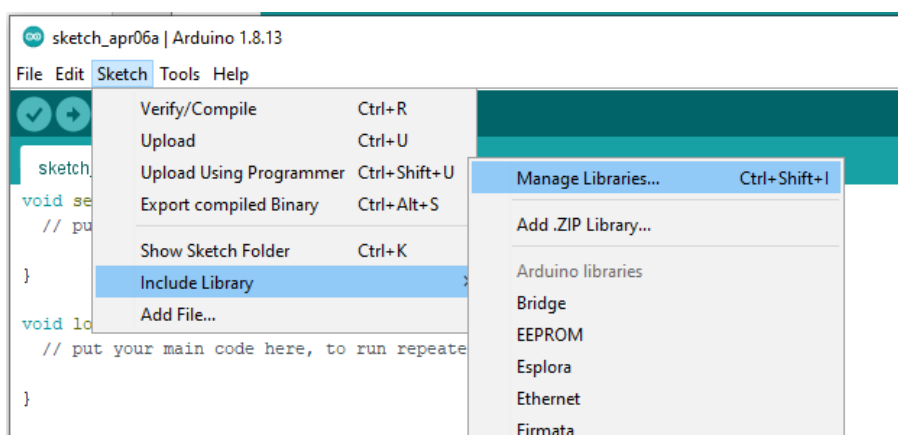 sketch_apr06a | Arduino 1.8.13
File Edit Sketch Tools Help
Verify/Compile Ctrl+R
Upload Ctrl+U
Upload Using Programmer Ctrl+Shift+U
Export compiled Binary Ctrl+Alt+S
Show Sketch Folder Ctrl+K
Include Library
Add File...
Manage Libraries... Ctrl+Shift+I
Add .ZIP Library...
Arduino libraries
Bridge
EEPROM
Esplora
Ethernet
Firmata
sketch_
void se
// pu
}
void lo
// put your main code here, to run repeate
}